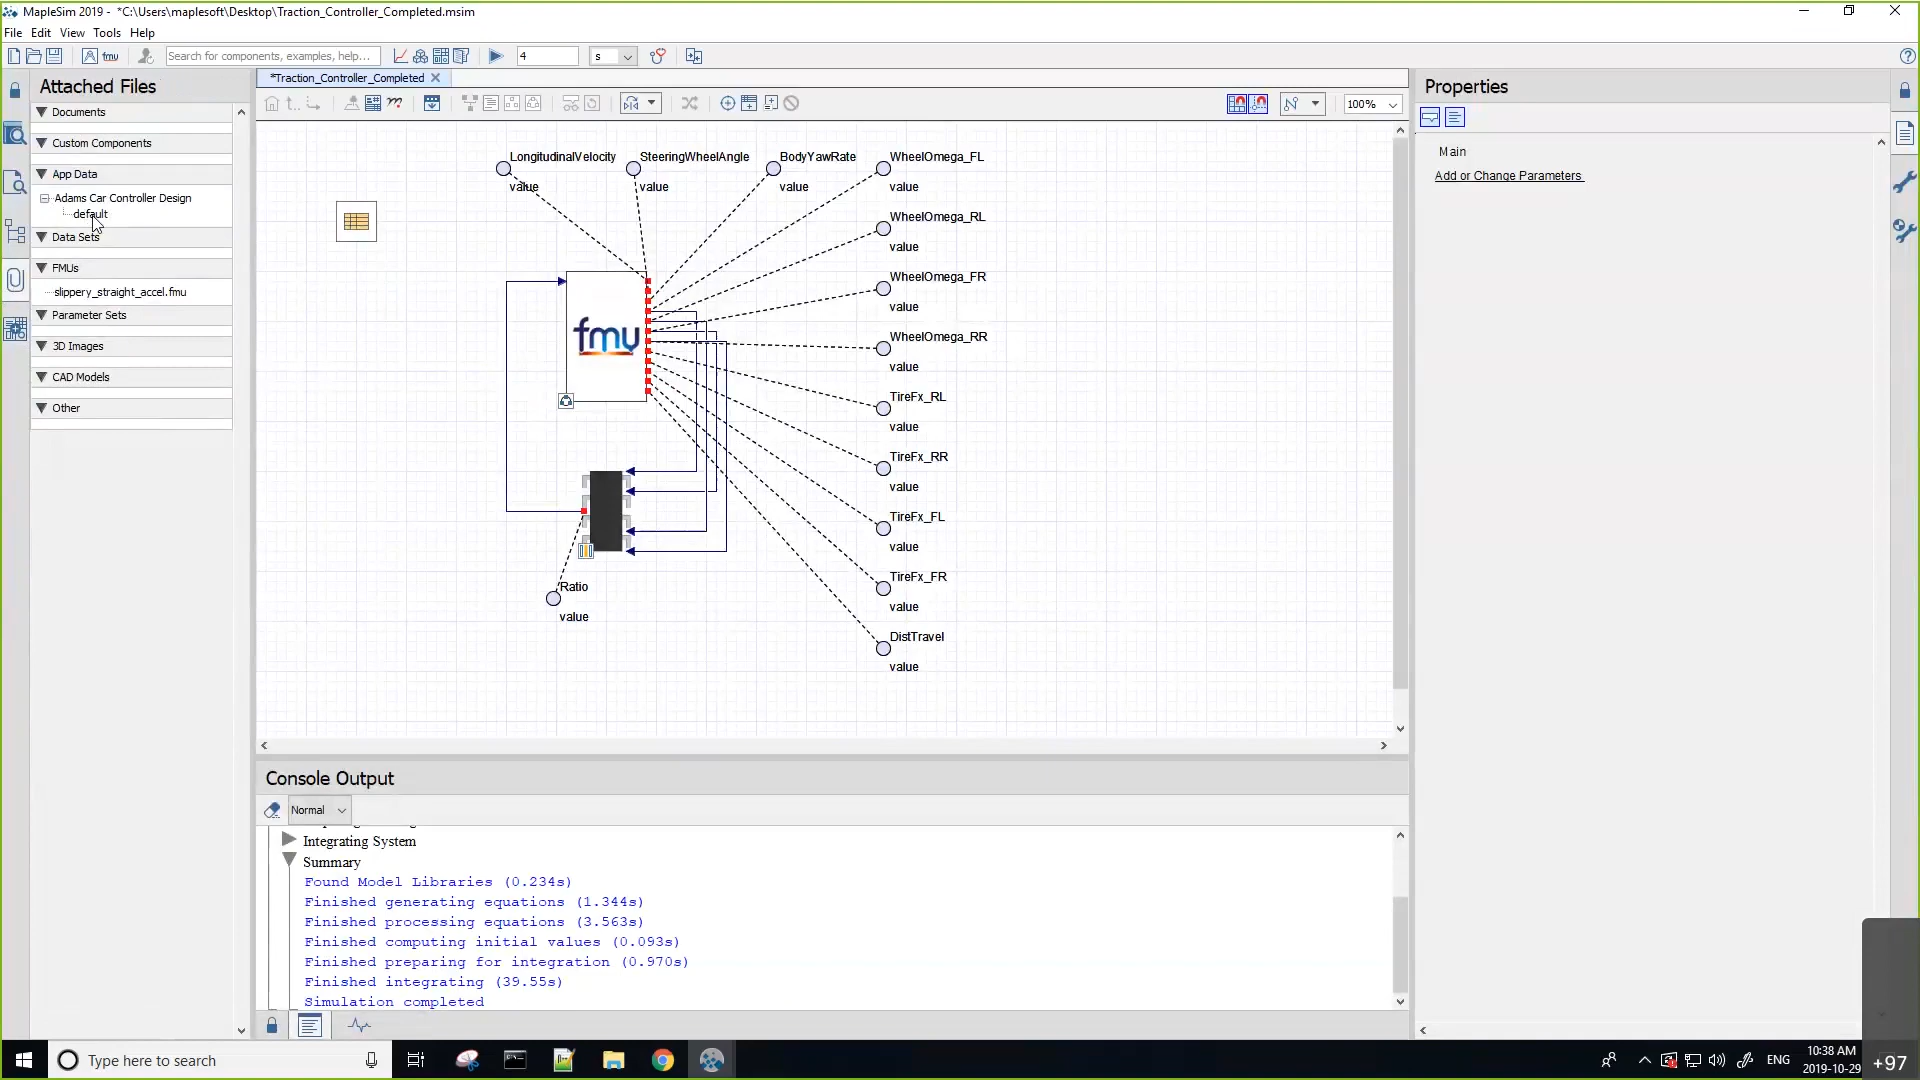 MapleSim 2019 - *C:\Users\maplesoft\Desktop\Traction_Controller_Completed.msim
File Edit View Tools Help
fmu
Search for components, examples, help...
4
s
Attached Files
Documents
Custom Components
App Data
Adams Car Controller Design
default
Data Sets
FMUs
slippery_straight_accel.fmu
Parameter Sets
3D Images
CAD Models
Other
*Traction_Controller_Completed
100%
LongitudinalVelocity
value
SteeringWheelAngle
value
BodyYawRate
value
WheelOmega_FL
value
WheelOmega_RL
value
WheelOmega_FR
value
WheelOmega_RR
value
TireFx_RL
value
TireFx_RR
value
TireFx_FL
value
TireFx_FR
value
DistTravel
value
fmu
Ratio
value
Console Output
Normal
Integrating System
Summary
Found Model Libraries (0.234s)
Finished generating equations (1.344s)
Finished processing equations (3.563s)
Finished computing initial values (0.093s)
Finished preparing for integration (0.970s)
Finished integrating (39.55s)
Simulation completed
Properties
Main
Add or Change Parameters
Type here to search
ENG
10:38 AM
2019-10-29
+97